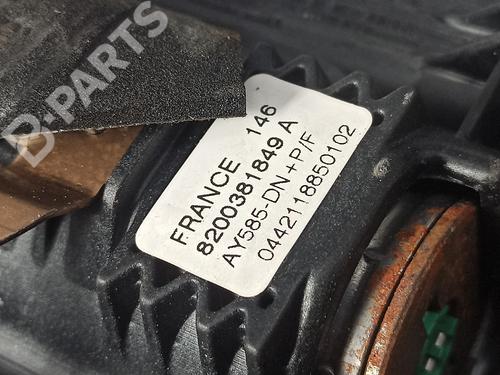 D-PARTS
FRANCE 146
8200381849 A
AY585-DN+P/F
0442118850102